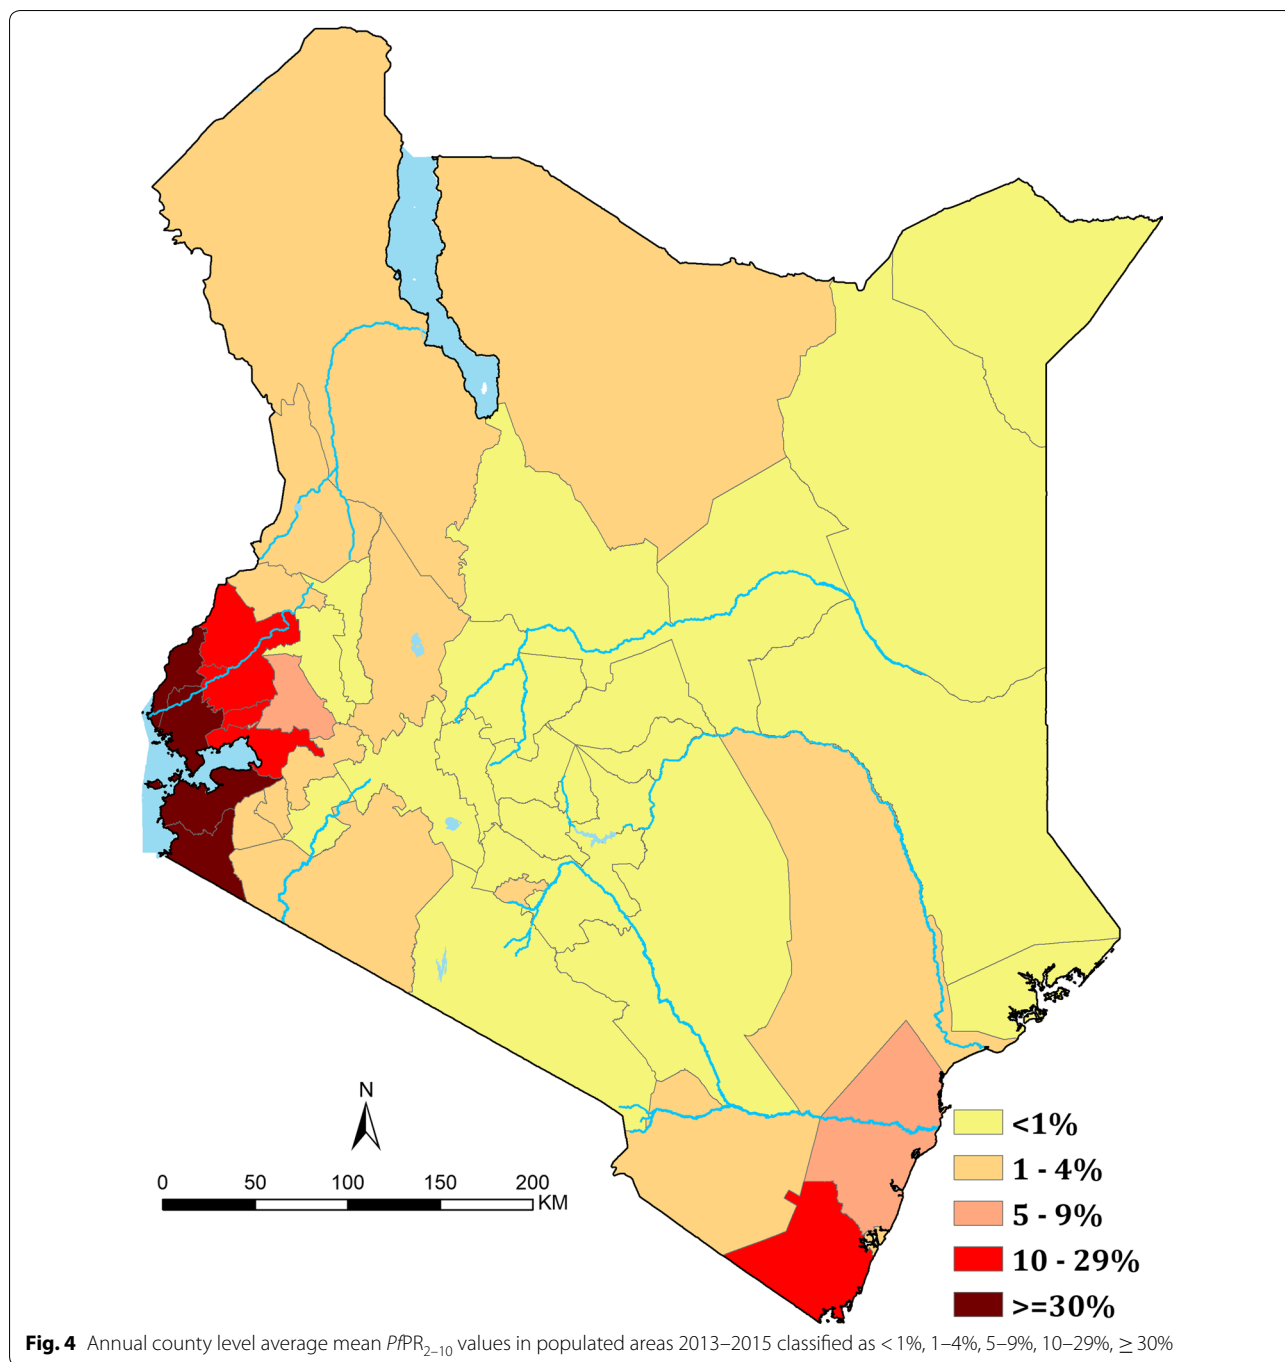 N
0 50 100 150 200
KM
<1%
1 - 4%
5 - 9%
10 - 29%
>=30%
Fig. 4 Annual county level average mean PfPR2–10 values in populated areas 2013–2015 classified as < 1%, 1–4%, 5–9%, 10–29%, ≥ 30%